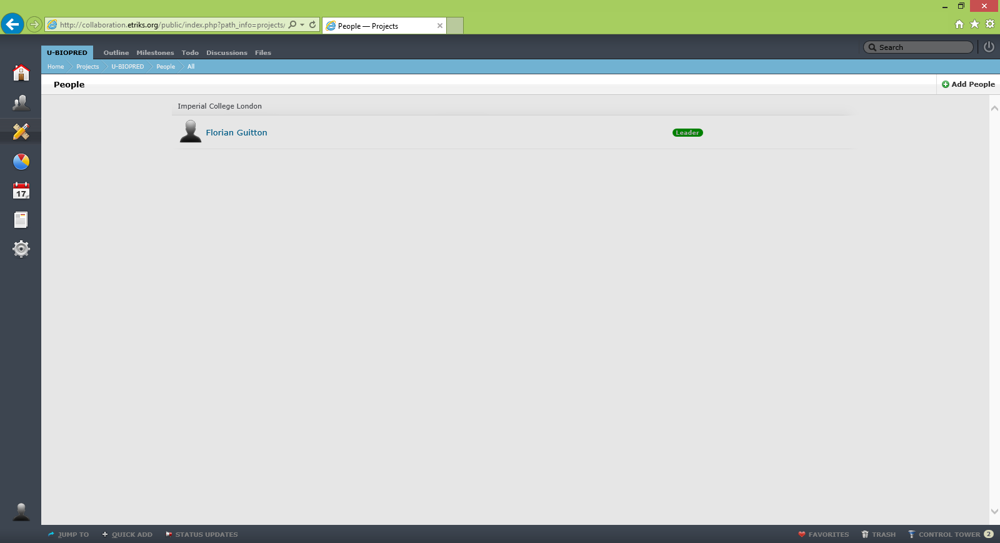 http://collaboration.etriks.org/public/index.php?path_info=projects/
People — Projects
U-BIOPRED Outline Milestones Todo Discussions Files
Search
Home Projects U-BIOPRED People All
People
Add People
Imperial College London
Florian Guitton
Leader
17
JUMP TO QUICK ADD STATUS UPDATES
FAVORITES TRASH CONTROL TOWER 2